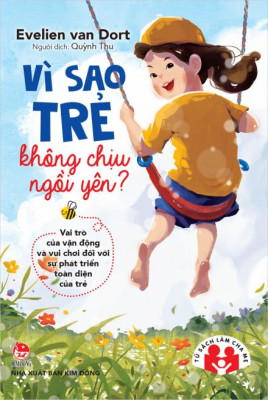 Evelien van Dort
Người dịch: Quỳnh Thu
VÌ SAO
TRẺ
không chịu
ngồi yên?
Vai trò
của vận động
và vui chơi đối với
sự phát triển
toàn diện
của trẻ
TỦ SÁCH LÀM CHA MẸ
KIM ĐỒNG
NHÀ XUẤT BẢN KIM ĐỒNG